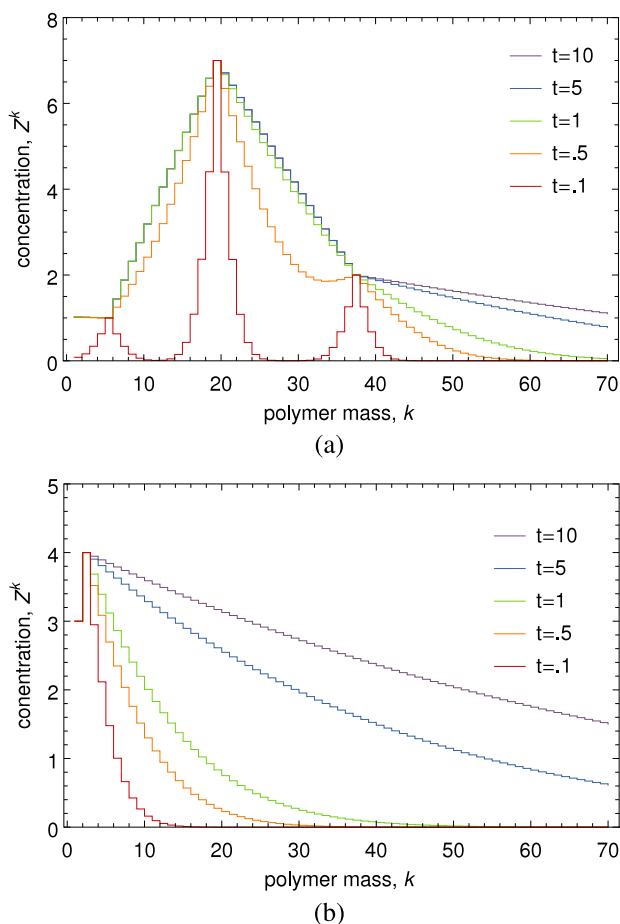 8
6
4
2
0
concentration, Z^k
t=10
t=5
t=1
t=.5
t=.1
0 10 20 30 40 50 60 70
polymer mass, k
(a)
5
4
3
2
1
0
conentration, Z^k
t=10
t=5
t=1
t=.5
t=.1
0 10 20 30 40 50 60 70
polymer mass, k
(b)